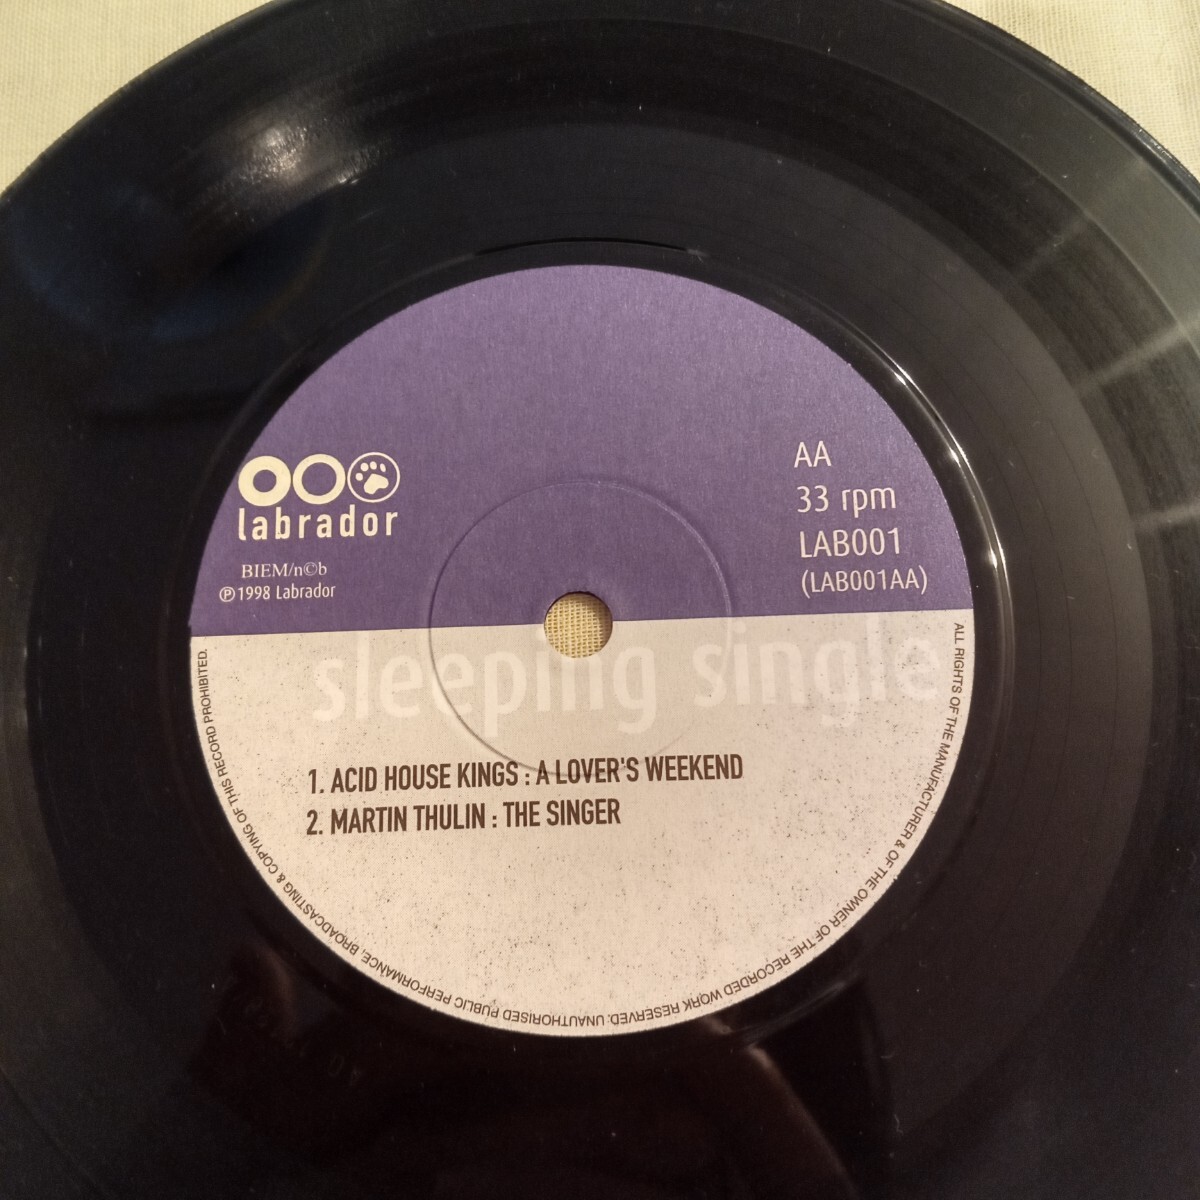 labrador
BIEM/n©b
℗1998 Labrador
AA
33 rpm
LAB001
(LAB001AA)
sleeping single
1. ACID HOUSE KINGS : A LOVER'S WEEKEND
2. MARTIN THULIN : THE SINGER
ALL RIGHTS OF THE MANUFACTURER & OF THE OWNER OF THE RECORDED WORK RESERVED. UNAUTHORISED PUBLIC PERFORMANCE, BROADCASTING & COPYING OF THIS RECORD PROHIBITED.